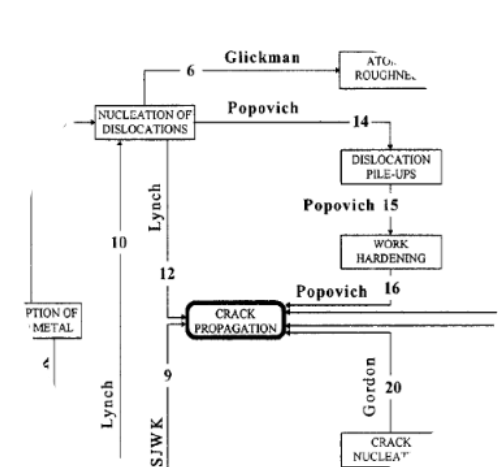 Glickman
6
NUCLEATION OF
DISLOCATIONS
Popovich
14
DISLOCATION
PILE-UPS
Lynch
Popovich 15
10
WORK
HARDENING
12
Popovich 16
CRACK
PROPAGATION
METAL
9
Gordon
20
Lynch
SJWK
CRACK